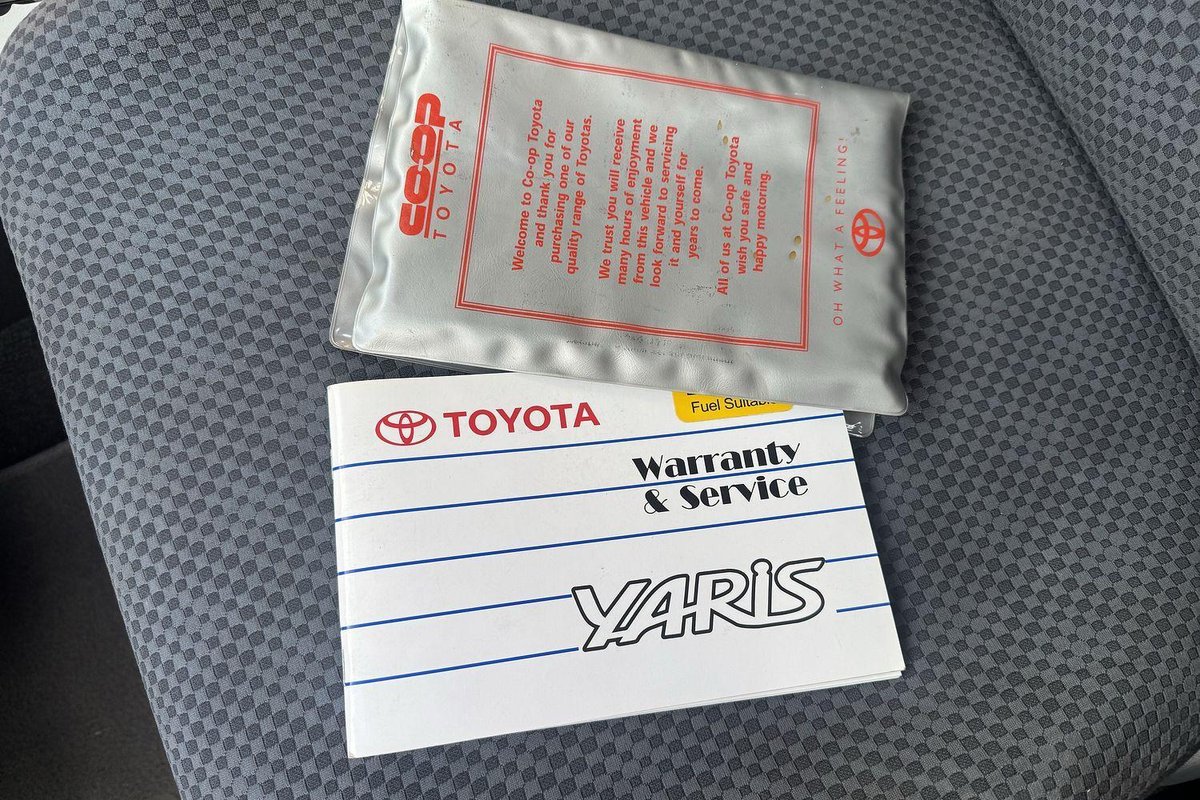 CO-OP
TOYOTA
Welcome to Co-op Toyota
and thank you for
purchasing one of our
quality range of Toyotas.
We trust you will receive
many hours of enjoyment
from this vehicle and we
look forward to servicing
it and yourself for
years to come.
All of us at Co-op Toyota
wish you safe and
happy motoring.
OH WHAT A FEELING!
TOYOTA
Fuel
Warranty
& Service
YARIS